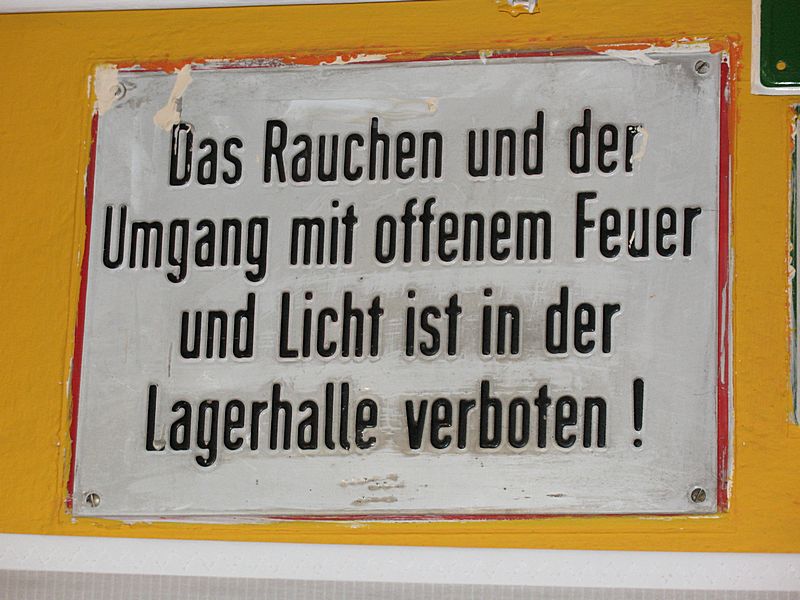 Das Rauchen und der
Umgang mit offenem Feuer
und Licht ist in der
Lagerhalle verboten !